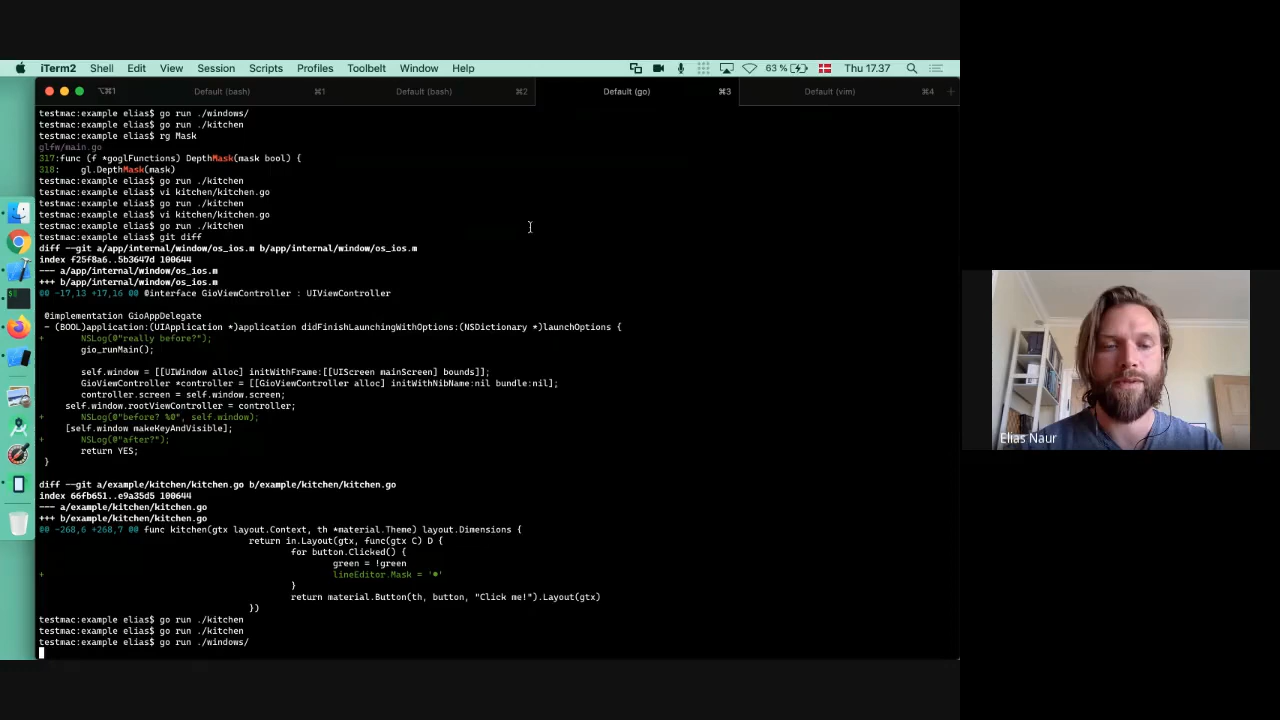 iTerm2 Shell Edit View Session Scripts Profiles Toolbelt Window Help 63 % Thu 17.37
⌥⌘1 Default (bash) ⌘1 Default (bash) ⌘2 Default (go) ⌘3 Default (vim) ⌘4 +
testmac:example elias$ go run ./windows/
testmac:example elias$ go run ./kitchen
testmac:example elias$ rg Mask
glfw/main.go
317:func (f *goglFunctions) DepthMask(mask bool) {
318:    gl.DepthMask(mask)
testmac:example elias$ go run ./kitchen
testmac:example elias$ vi kitchen/kitchen.go
testmac:example elias$ go run ./kitchen
testmac:example elias$ vi kitchen/kitchen.go
testmac:example elias$ go run ./kitchen
testmac:example elias$ git diff
diff --git a/app/internal/window/os_ios.m b/app/internal/window/os_ios.m
index f25f8a6..5b3647d 100644
--- a/app/internal/window/os_ios.m
+++ b/app/internal/window/os_ios.m
@@ -17,13 +17,16 @@ @interface GioViewController : UIViewController
@implementation GioAppDelegate
- (BOOL)application:(UIApplication *)application didFinishLaunchingWithOptions:(NSDictionary *)launchOptions {
+ NSLog(@"really before?");
gio_runMain();
self.window = [[UIWindow alloc] initWithFrame:[[UIScreen mainScreen] bounds]];
GioViewController *controller = [[GioViewController alloc] initWithNibName:nil bundle:nil];
controller.screen = self.window.screen;
self.window.rootViewController = controller;
+ NSLog(@"before? %@", self.window);
[self.window makeKeyAndVisible];
+ NSLog(@"after?");
return YES;
}
diff --git a/example/kitchen/kitchen.go b/example/kitchen/kitchen.go
index 66fb651..e9a35d5 100644
--- a/example/kitchen/kitchen.go
+++ b/example/kitchen/kitchen.go
@@ -268,6 +268,7 @@ func kitchen(gtx layout.Context, th *material.Theme) layout.Dimensions {
return in.Layout(gtx, func(gtx C) D {
for button.Clicked() {
green = !green
+ lineEditor.Mask = '●'
}
return material.Button(th, button, "Click me!").Layout(gtx)
})
testmac:example elias$ go run ./kitchen
testmac:example elias$ go run ./kitchen
testmac:example elias$ go run ./windows/
Elias Naur